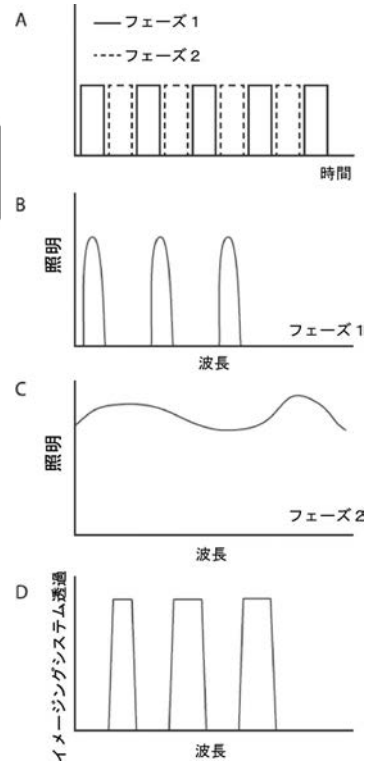 A
フェーズ 1
フェーズ 2
時間
B
照明
フェーズ 1
波長
C
照明
フェーズ 2
波長
D
イメージングシステム透過
波長